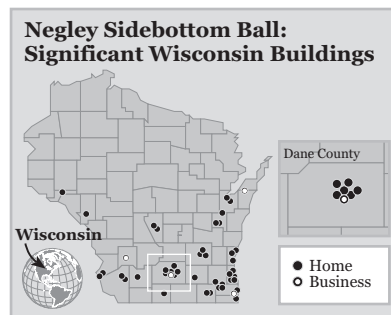 Negley Sidebottom Ball:
Significant Wisconsin Buildings
Dane County
Wisconsin
Home
Business